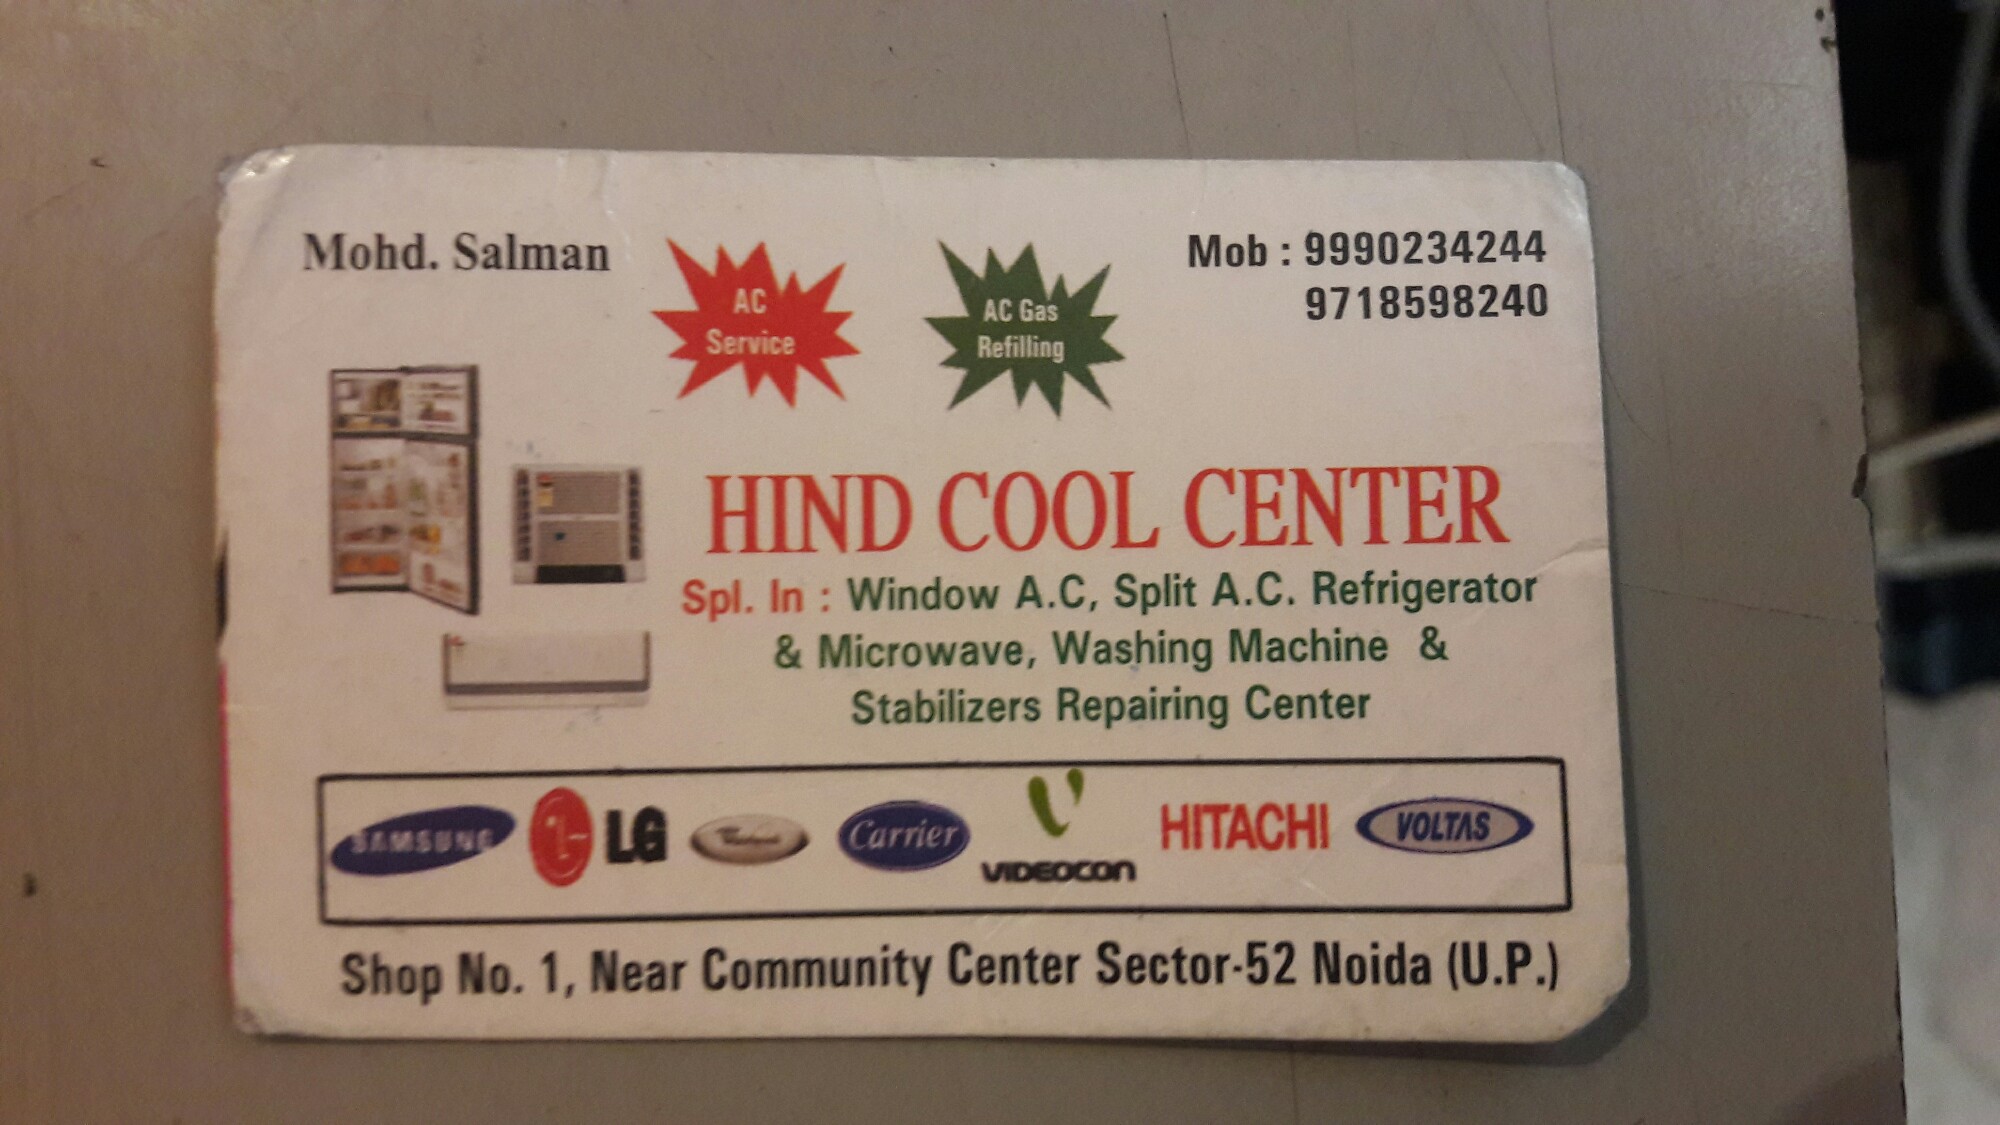 Mohd. Salman
AC
Service
AC Gas
Refilling
Mob : 9990234244
9718598240
HIND COOL CENTER
Spl. In : Window A.C, Split A.C. Refrigerator
& Microwave, Washing Machine &
Stabilizers Repairing Center
SAMSUNG LG Carrier VIDEOCON HITACHI VOLTAS
Shop No. 1, Near Community Center Sector-52 Noida (U.P.)